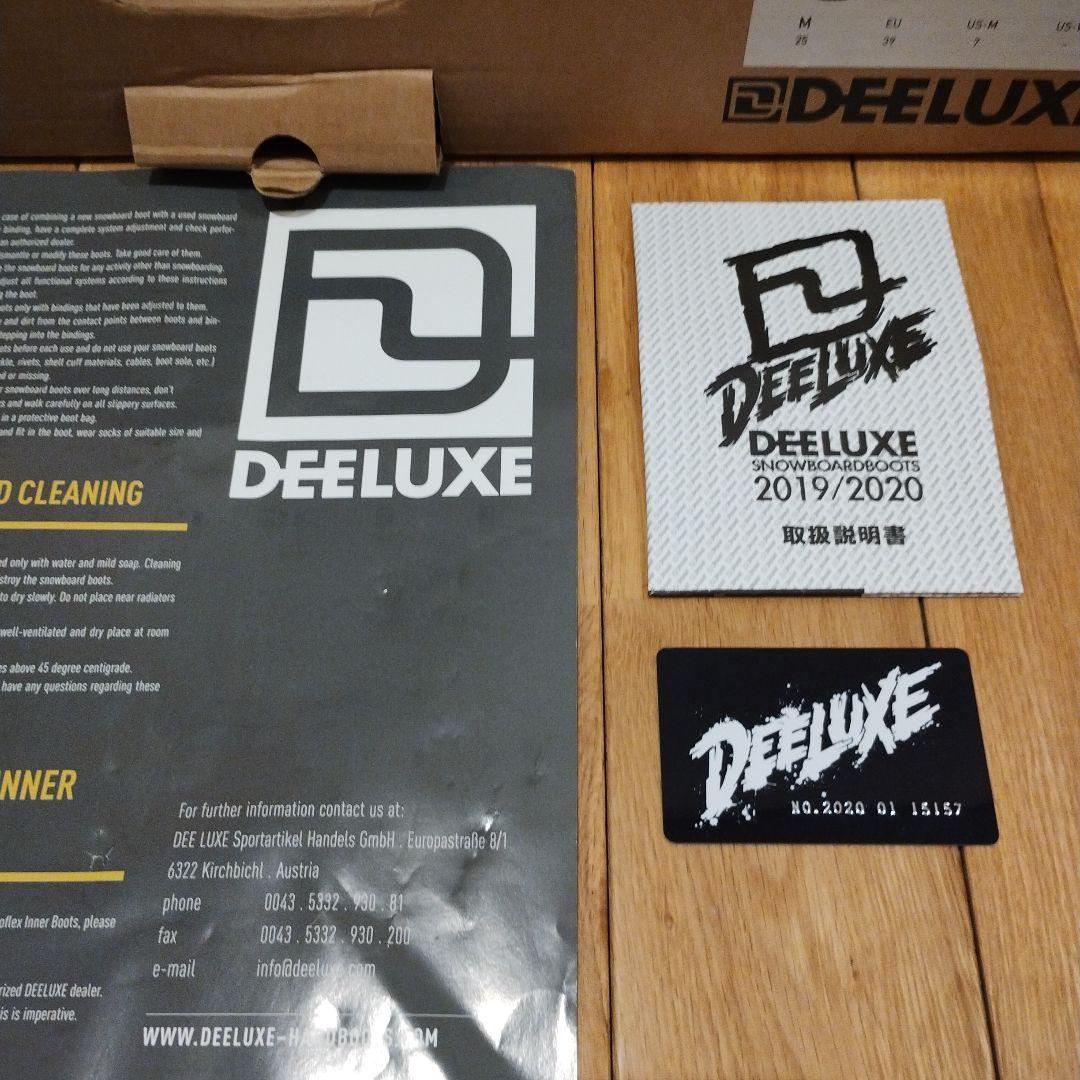 M EU US-M
25 39 7
DEELUXE
case of combining a new snowboard boot with a used snowboard
binding, have a complete system adjustment and check perfor-
an authorized dealer.
ismantle or modify these boots. Take good care of them.
e the snowboard boots for any activity other than snowboarding.
djust all functional systems according to these instructions
g the boot.
oots only with bindings that have been adjusted to them.
e and dirt from the contact points between boots and bin-
tepping into the bindings.
ots before each use and do not use your snowboard boots
kle, rivets, shell cuff materials, cables, boot sole, etc.)
ed or missing.
r snowboard boots over long distances, don't
rs and walk carefully on all slippery surfaces.
in a protective boot bag.
and fit in the boot, wear socks of suitable size and
DEELUXE
D CLEANING
ed only with water and mild soap. Cleaning
stroy the snowboard boots.
to dry slowly. Do not place near radiators
well-ventilated and dry place at room
es above 45 degree centigrade.
have any questions regarding these
NNER
oflex Inner Boots, please
rized DEELUXE dealer.
is is imperative.
For further information contact us at:
DEE LUXE Sportartikel Handels GmbH . Europastraße 8/1
6322 Kirchbichl . Austria
phone 0043 . 5332 . 930 . 81
fax 0043 . 5332 . 930 . 200
e-mail info@deeluxe.com
WWW.DEELUXE-HARDBOOTS.COM
DEELUXE
DEELUXE
SNOWBOARDBOOTS
2019/2020
取扱説明書
DEELUXE
NO.2020 01 15157